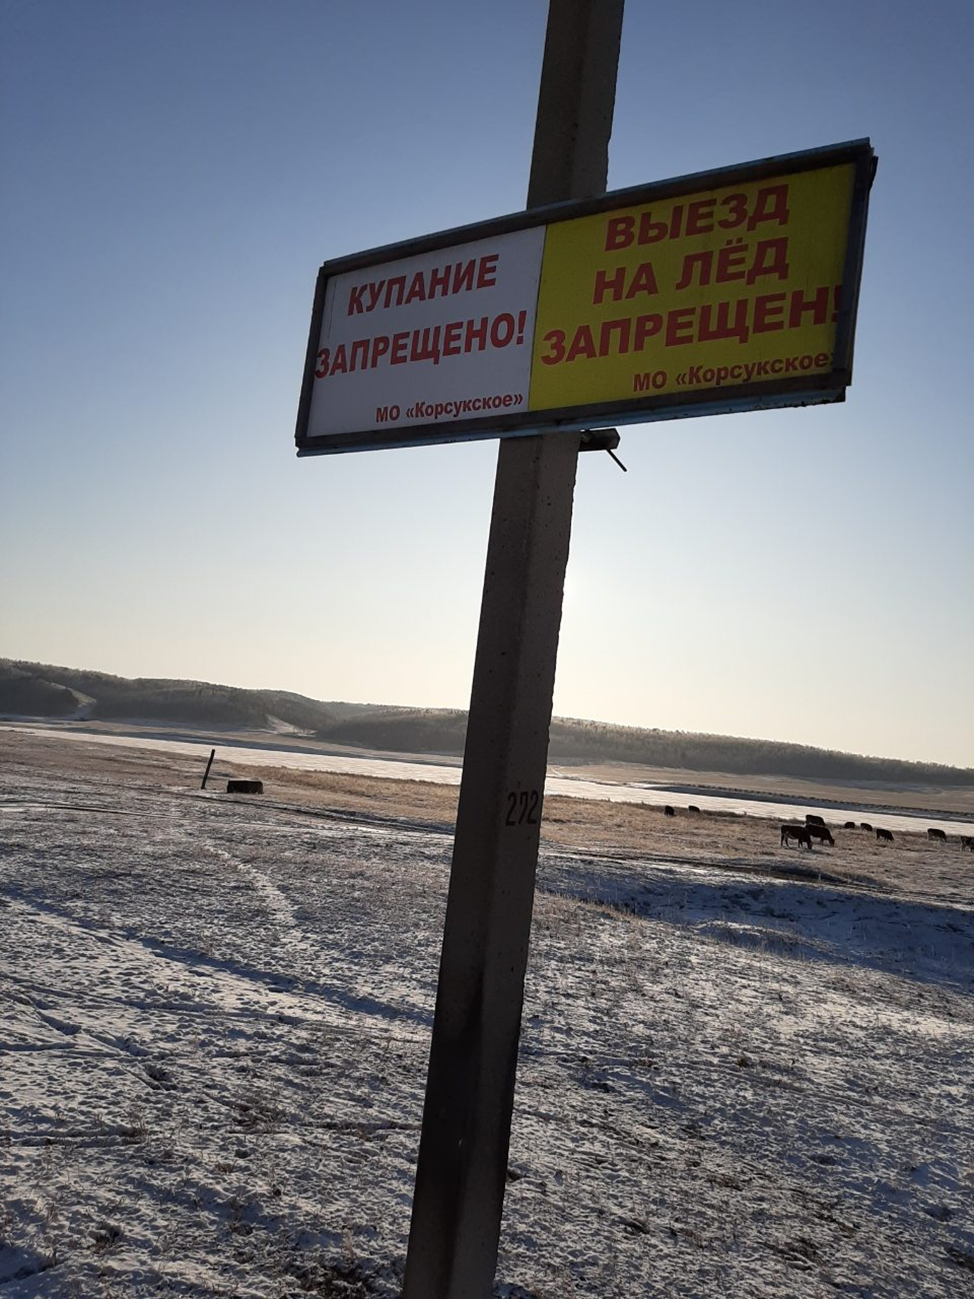 КУПАНИЕ
ЗАПРЕЩЕНО!
МО «Корсукское»
ВЫЕЗД
НА ЛЁД
ЗАПРЕЩЕН!
МО «Корсукское»
272